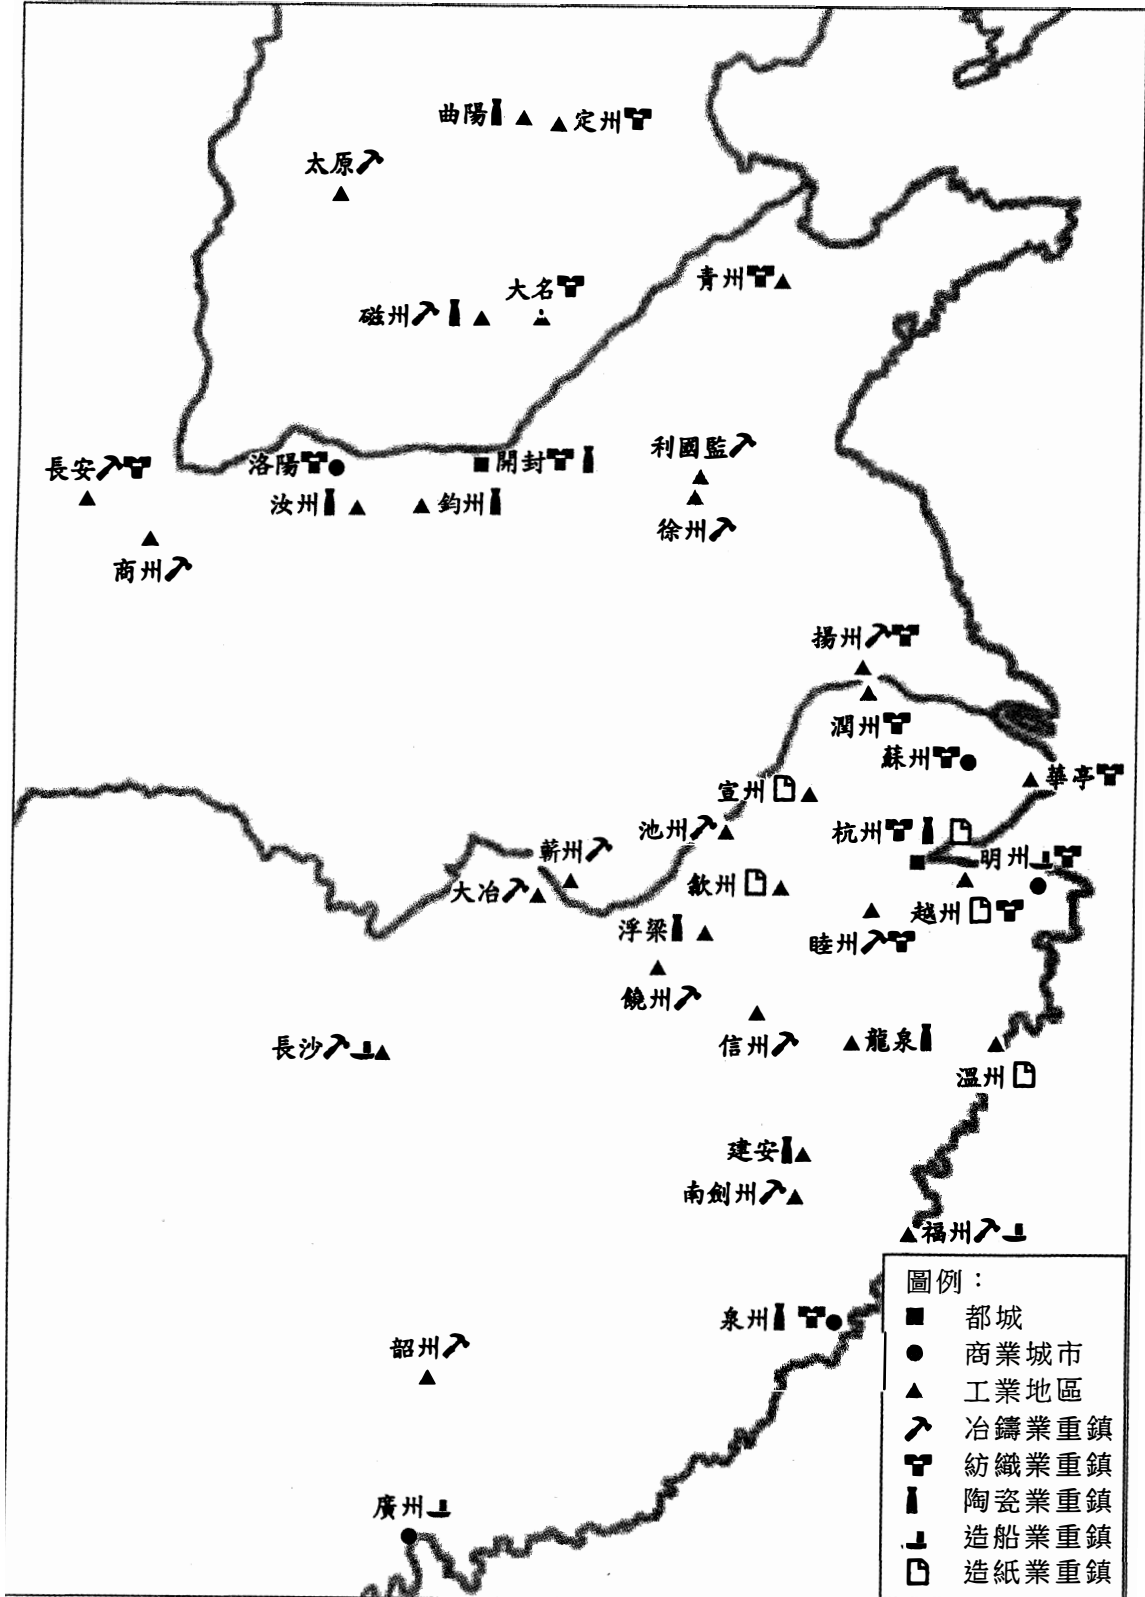 曲陽
定州
太原
青州
大名
磁州
利國監
長安
洛陽
開封
汝州
鈞州
徐州
商州
揚州
潤州
蘇州
華亭
宣州
池州
杭州
蘄州
明州
大冶
歙州
越州
浮梁
睦州
饒州
信州
龍泉
長沙
溫州
建安
南劍州
福州
泉州
韶州
廣州
圖例：
都城
商業城市
工業地區
冶鑄業重鎮
紡織業重鎮
陶瓷業重鎮
造船業重鎮
造紙業重鎮